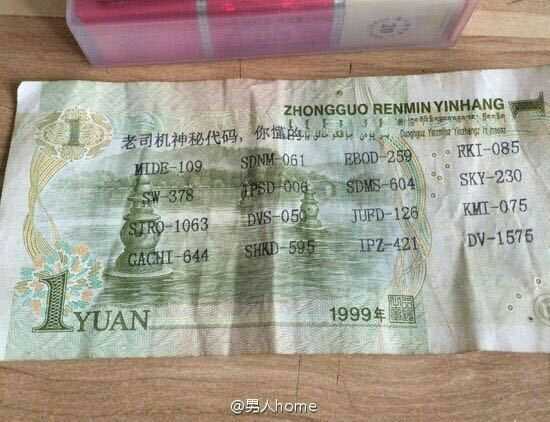 ZHONGGUO RENMIN YINHANG
老司机神秘代码，你懂的
MIDE-109 SDNM-061 EBOD-259 RKI-085
SW-378 IPSD-006 SDMS-604 SKY-230
SIRO-1063 DVS-050 JUFD-126 KMI-075
GACHI-644 SHKD-595 IPZ-421 DV-1575
1
1
1 YUAN
1999年
@男人home